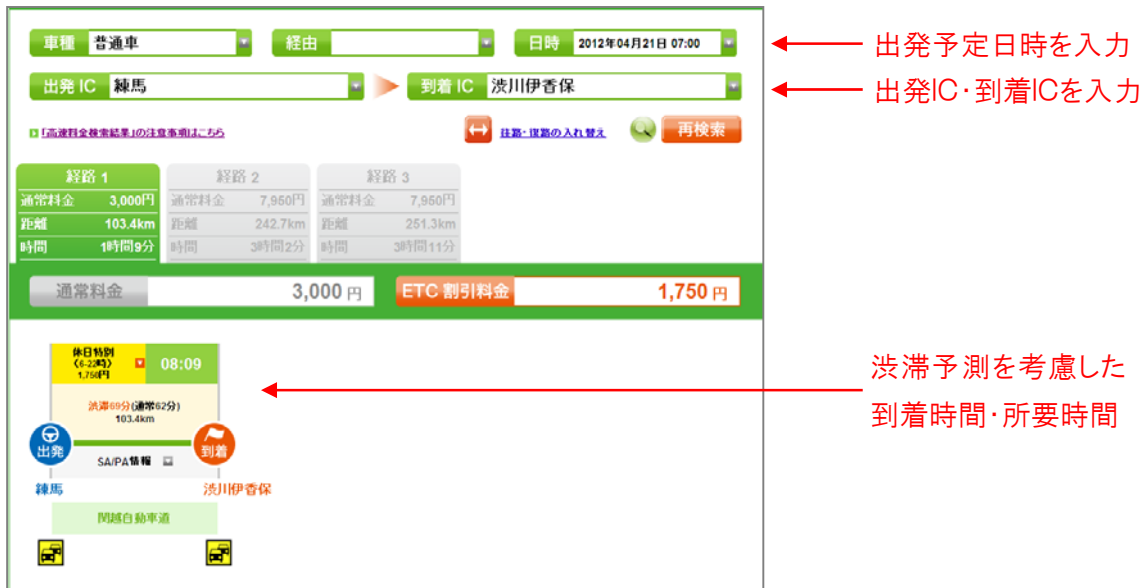 車種 普通車 経由 日時 2012年04月21日 07:00
出発予定日時を入力
出発 IC 練馬 到着 IC 渋川伊香保
出発IC・到着ICを入力
「高速料金検索結果」の注意事項はこちら
往路・復路の入れ替え 再検索
経路 1 経路 2 経路 3
通常料金 3,000円 通常料金 7,950円 通常料金 7,950円
距離 103.4km 距離 242.7km 距離 251.3km
時間 1時間9分 時間 3時間2分 時間 3時間11分
通常料金 3,000 円 ETC 割引料金 1,750 円
休日特別
(6-22時)
1,750円
08:09
渋滞69分(通常62分)
103.4km
渋滞予測を考慮した
到着時間・所要時間
出発 到着
SA/PA情報
練馬 渋川伊香保
関越自動車道